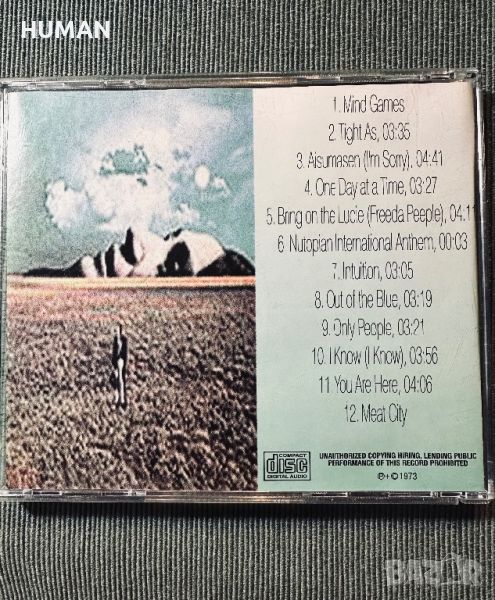 HUMAN
1. Mind Games
2. Tight As, 03:35
3. Aisumasen (I'm Sorry), 04:41
4. One Day at a Time, 03:27
5. Bring on the Lucie (Freeda Peeple), 04:11
6 Nutopian International Anthem, 00:03
7. Intuition, 03:05
8. Out of the Blue, 03:19
9. Only People, 03:21
10. I Know (I Know), 03:56
11. You Are Here, 04:06
12. Meat City
COMPACT
disc
DIGITAL AUDIO
UNAUTHORIZED COPYING HIRING, LENDING PUBLIC
PERFORMANCE OF THIS RECORD PROHIBITED
℗+©1973
BAZAR